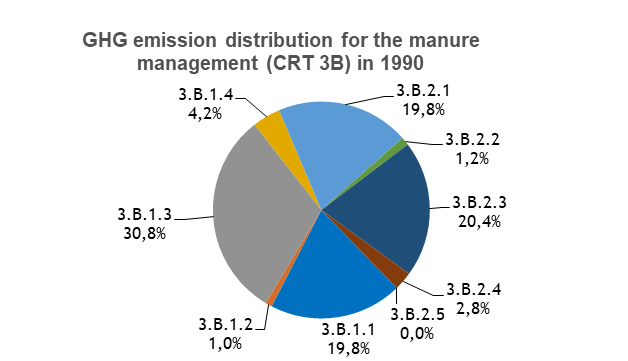 GHG emission distribution for the manure
management (CRT 3B) in 1990
3.B.1.4
4,2%
3.B.2.1
19,8%
3.B.2.2
1,2%
3.B.2.3
20,4%
3.B.2.4
2,8%
3.B.2.5
0,0%
3.B.1.1
19,8%
3.B.1.2
1,0%
3.B.1.3
30,8%